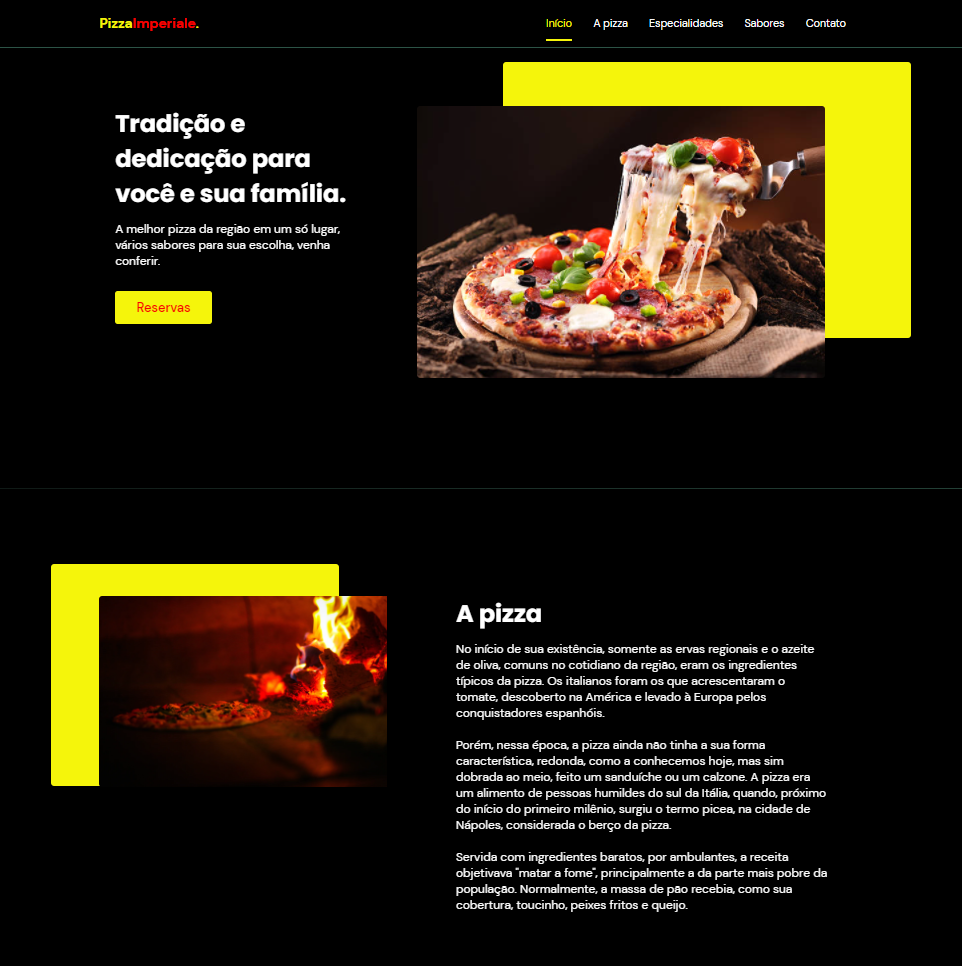 PizzaImperiale.
Início A pizza Especialidades Sabores Contato
Tradição e
dedicação para
você e sua família.
A melhor pizza da região em um só lugar,
vários sabores para sua escolha, venha
conferir.
Reservas
A pizza
No início de sua existência, somente as ervas regionais e o azeite
de oliva, comuns no cotidiano da região, eram os ingredientes
típicos da pizza. Os italianos foram os que acrescentaram o
tomate, descoberto na América e levado à Europa pelos
conquistadores espanhóis.
Porém, nessa época, a pizza ainda não tinha a sua forma
característica, redonda, como a conhecemos hoje, mas sim
dobrada ao meio, feito um sanduíche ou um calzone. A pizza era
um alimento de pessoas humildes do sul da Itália, quando, próximo
do início do primeiro milênio, surgiu o termo picea, na cidade de
Nápoles, considerada o berço da pizza.
Servida com ingredientes baratos, por ambulantes, a receita
objetivava "matar a fome", principalmente a da parte mais pobre da
população. Normalmente, a massa de pão recebia, como sua
cobertura, toucinho, peixes fritos e queijo.